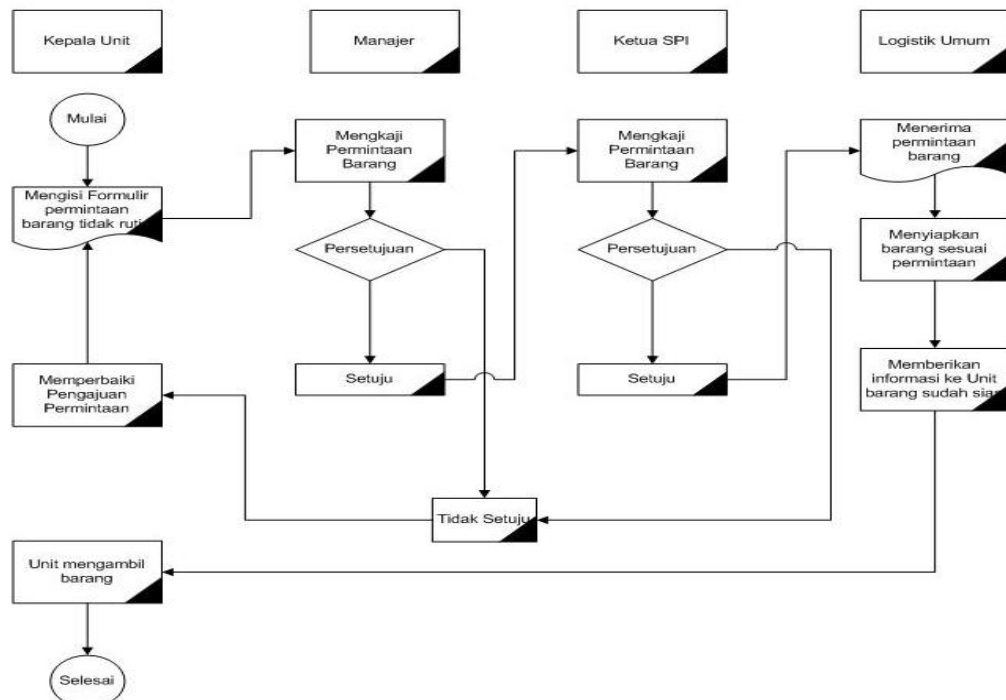 Kepala Unit
Manajer
Ketua SPI
Logistik Umum
Mulai
Mengisi Formulir
permintaan
barang tidak ruti
Mengkaji
Permintaan
Barang
Persetujuan
Setuju
Mengkaji
Permintaan
Barang
Persetujuan
Setuju
Menerima
permintaan
barang
Menyiapkan
barang sesuai
permintaan
Memberikan
informasi ke Unit
barang sudah siap
Memperbaiki
Pengajuan
Permintaan
Tidak Setuju
Unit mengambil
barang
Selesai